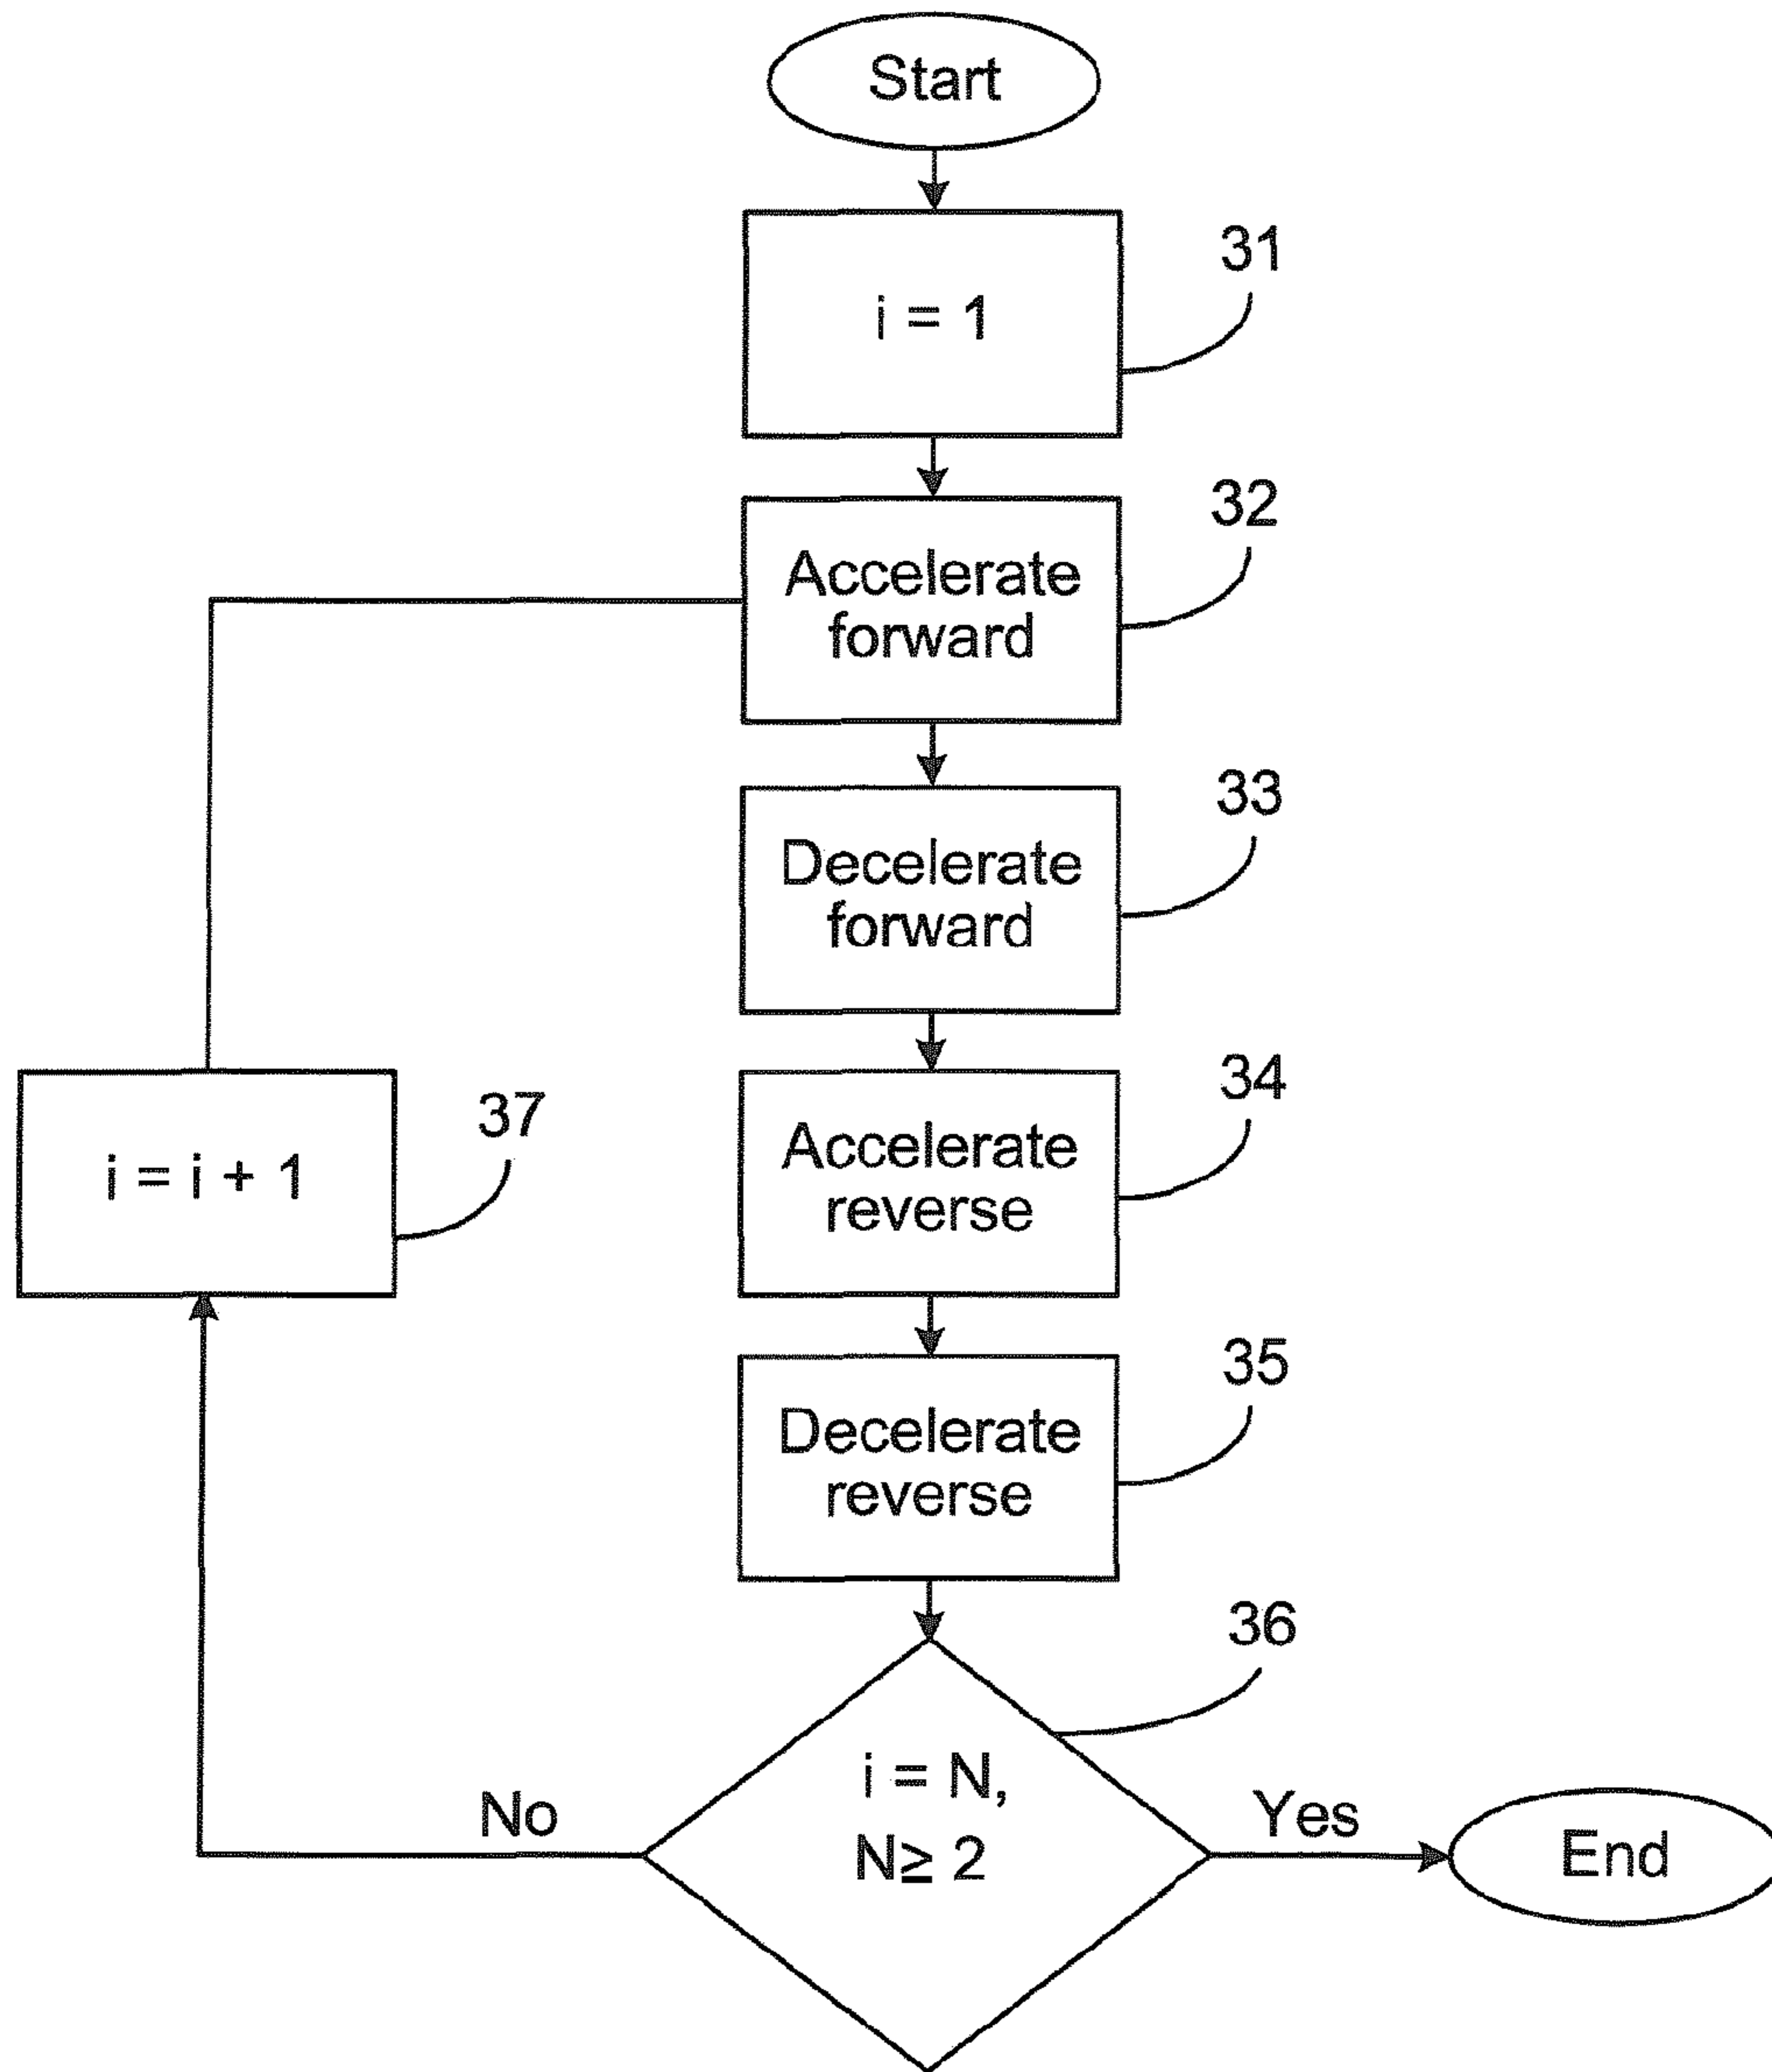 Start
31
i = 1
32
Accelerate
forward
33
Decelerate
forward
34
Accelerate
reverse
37
i = i + 1
35
Decelerate
reverse
36
i = N,
N≥ 2
No
Yes
End